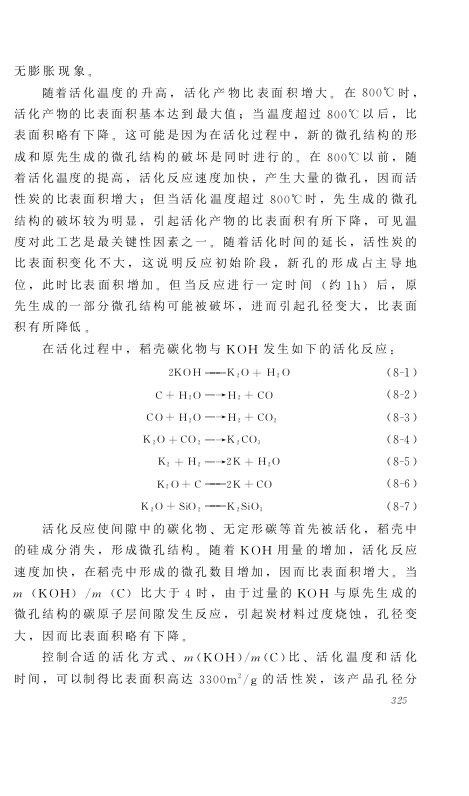 无膨胀现象。
随着活化温度的升高，活化产物比表面积增大。在 800℃时，
活化产物的比表面积基本达到最大值；当温度超过 800℃以后，比
表面积略有下降。这可能是因为在活化过程中，新的微孔结构的形
成和原先生成的微孔结构的破坏是同时进行的。在 800℃以前，随
着活化温度的提高，活化反应速度加快，产生大量的微孔，因而活
性炭的比表面积增大；但当活化温度超过 800℃时，先生成的微孔
结构的破坏较为明显，引起活化产物的比表面积有所下降，可见温
度对此工艺是最关键性因素之一。随着活化时间的延长，活性炭的
比表面积变化不大，这说明反应初始阶段，新孔的形成占主导地
位，此时比表面积增加。但当反应进行一定时间（约 1h）后，原
先生成的一部分微孔结构可能被破坏，进而引起孔径变大，比表面
积有所降低。
在活化过程中，稻壳碳化物与 KOH 发生如下的活化反应：
2KOH ══K₂O + H₂O （8-1）
C + H₂O ⟶H₂ + CO （8-2）
CO + H₂O ⟶H₂ + CO₂ （8-3）
K₂O + CO₂ ⟶K₂CO₃ （8-4）
K₂ + H₂ ⟶2K + H₂O （8-5）
K₂O + C ══2K + CO （8-6）
K₂O + SiO₂ ══K₂SiO₃ （8-7）
活化反应使间隙中的碳化物、无定形碳等首先被活化，稻壳中
的硅成分消失，形成微孔结构。随着 KOH 用量的增加，活化反应
速度加快，在稻壳中形成的微孔数目增加，因而比表面积增大。当
m（KOH）/m（C）比大于 4 时，由于过量的 KOH 与原先生成的
微孔结构的碳原子层间隙发生反应，引起炭材料过度烧蚀，孔径变
大，因而比表面积略有下降。
控制合适的活化方式、m(KOH)/m(C)比、活化温度和活化
时间，可以制得比表面积高达 3300m²/g 的活性炭，该产品孔径分
325